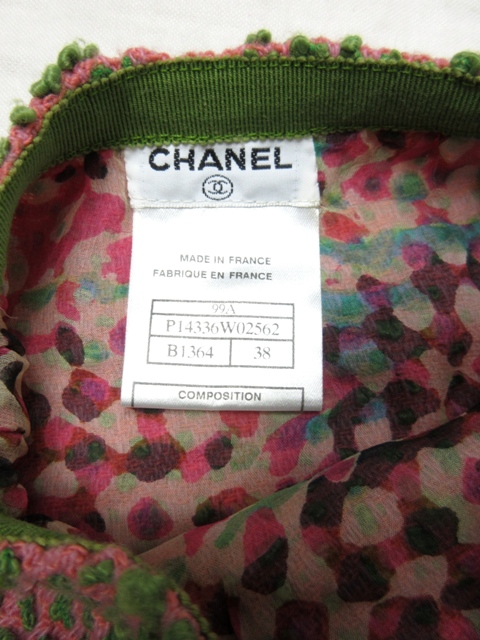 CHANEL
MADE IN FRANCE
FABRIQUE EN FRANCE
99A
P14336W02562
B1364 38
COMPOSITION